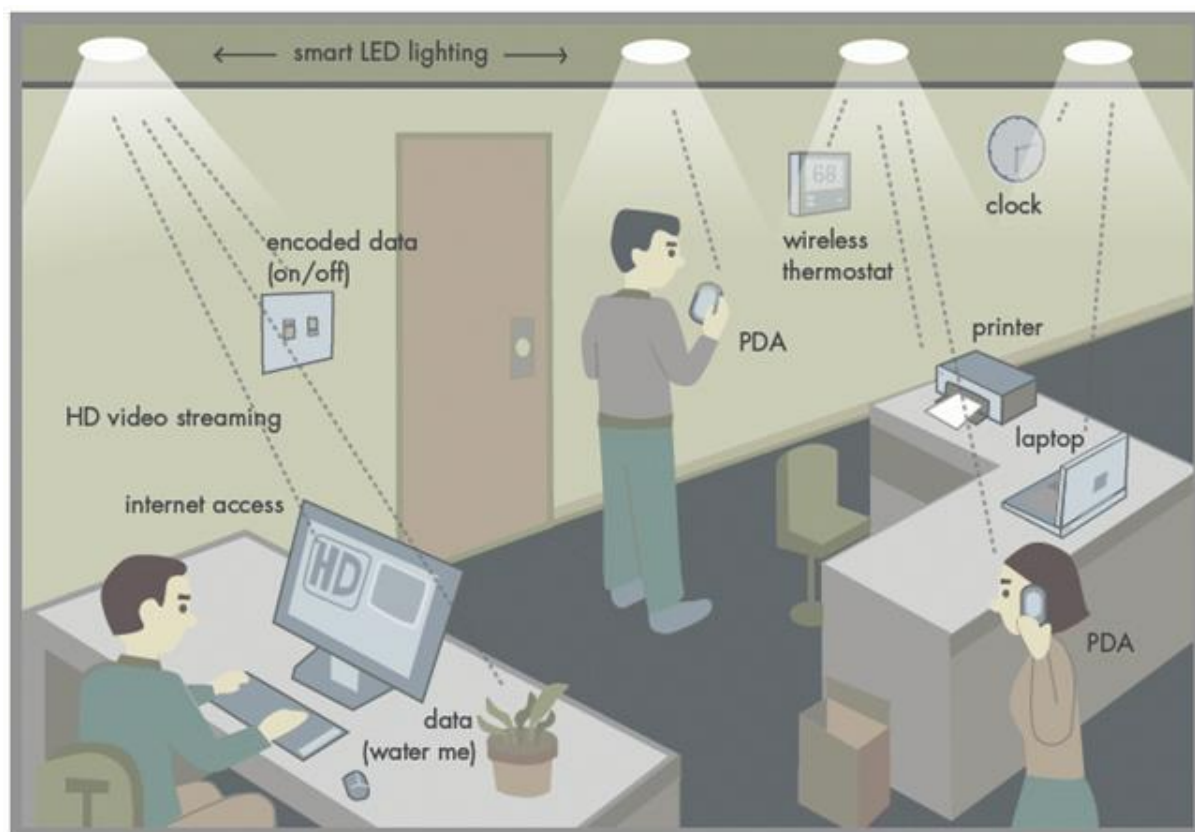 smart LED lighting
encoded data
(on/off)
68
clock
wireless
thermostat
printer
PDA
HD video streaming
laptop
internet access
HD
PDA
data
(water me)